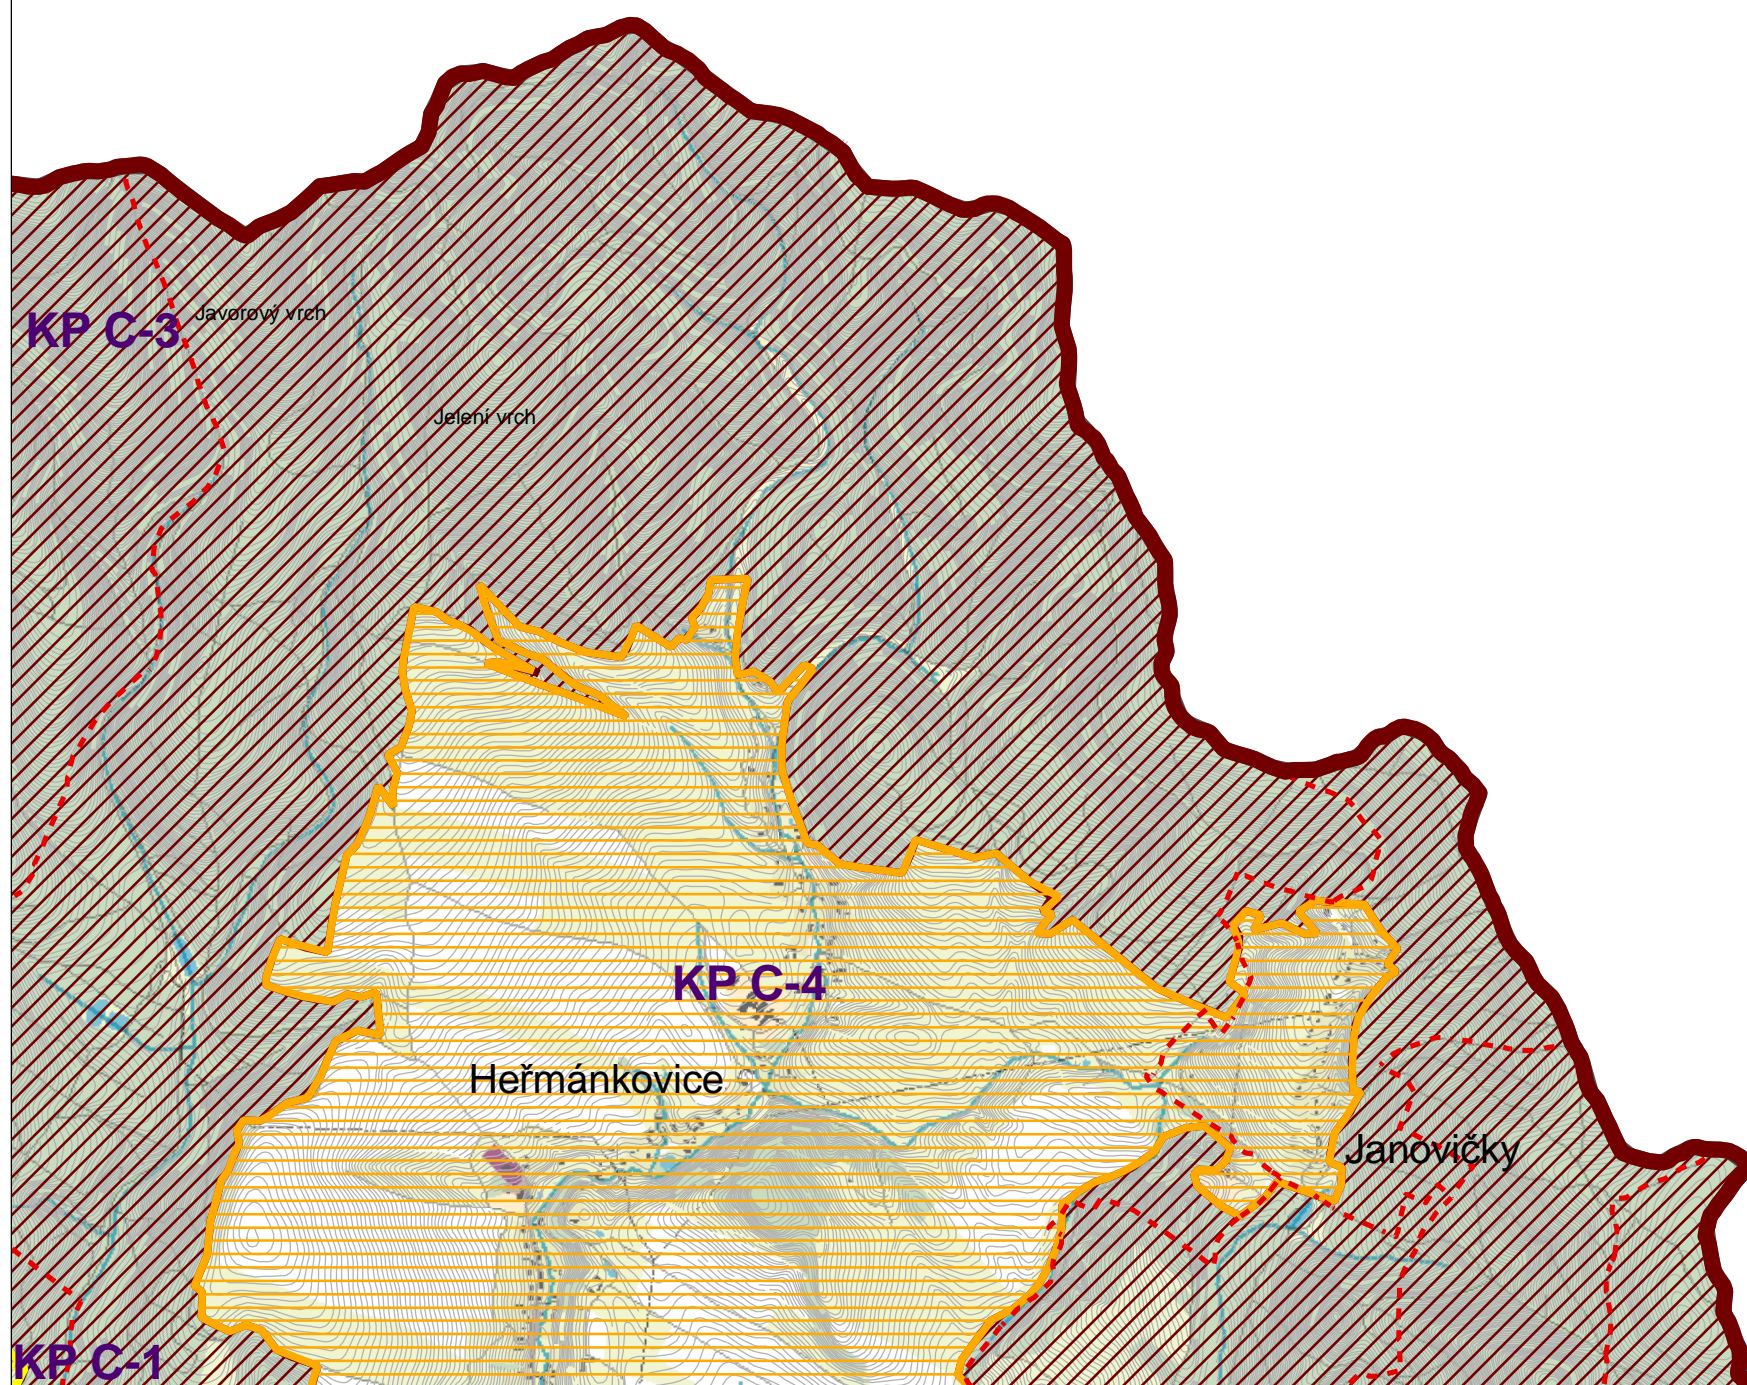 Javorový vrch
KP C-3
Jelení vrch
KP C-4
Heřmánkovice
Janovičky
KP C-1